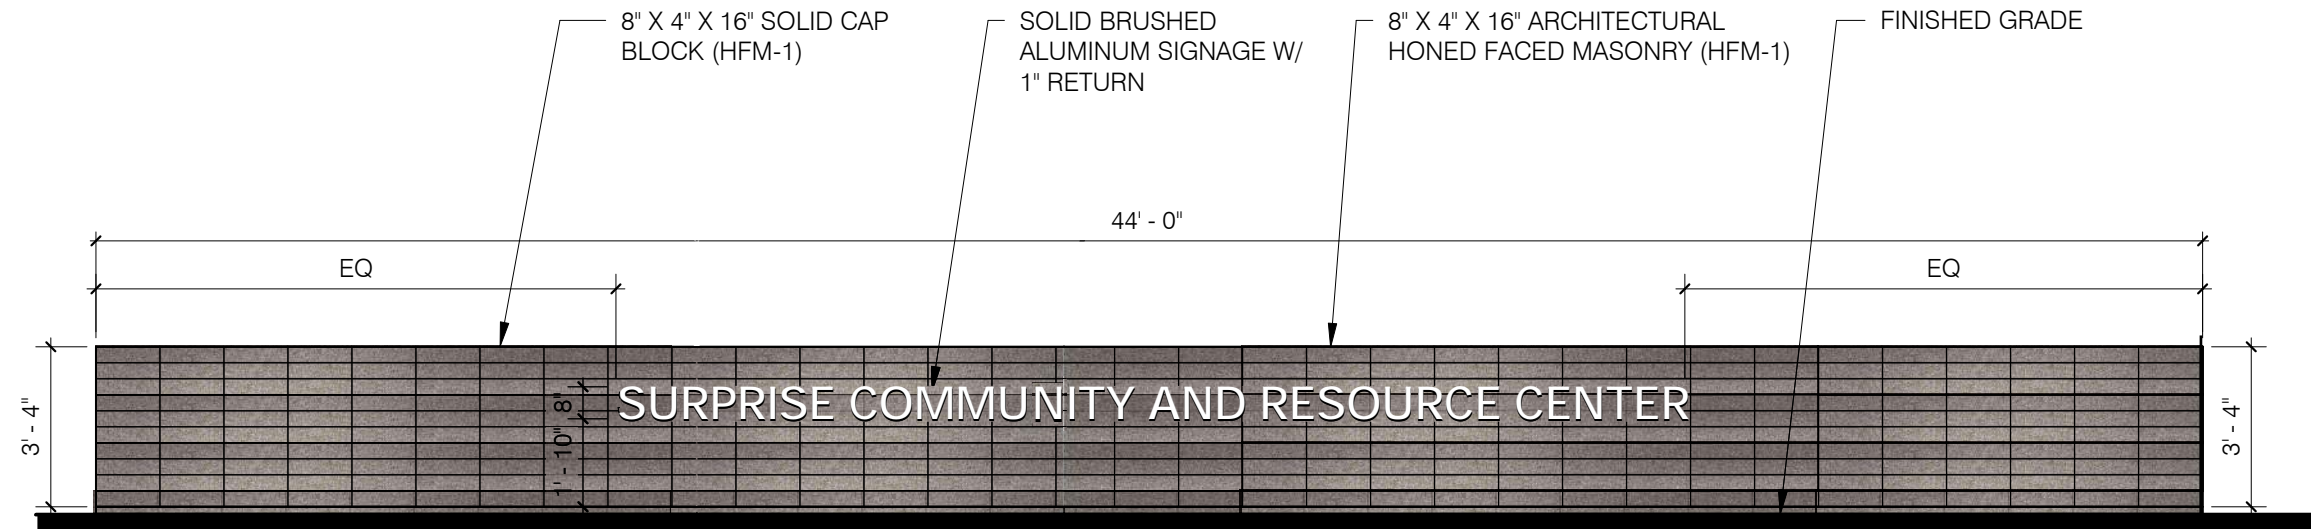 8" X 4" X 16" SOLID CAP
BLOCK (HFM-1)
SOLID BRUSHED
ALUMINUM SIGNAGE W/
1" RETURN
8" X 4" X 16" ARCHITECTURAL
HONED FACED MASONRY (HFM-1)
FINISHED GRADE
44' - 0"
EQ
EQ
3' - 4"
8"
1' - 10"
SURPRISE COMMUNITY AND RESOURCE CENTER
3' - 4"